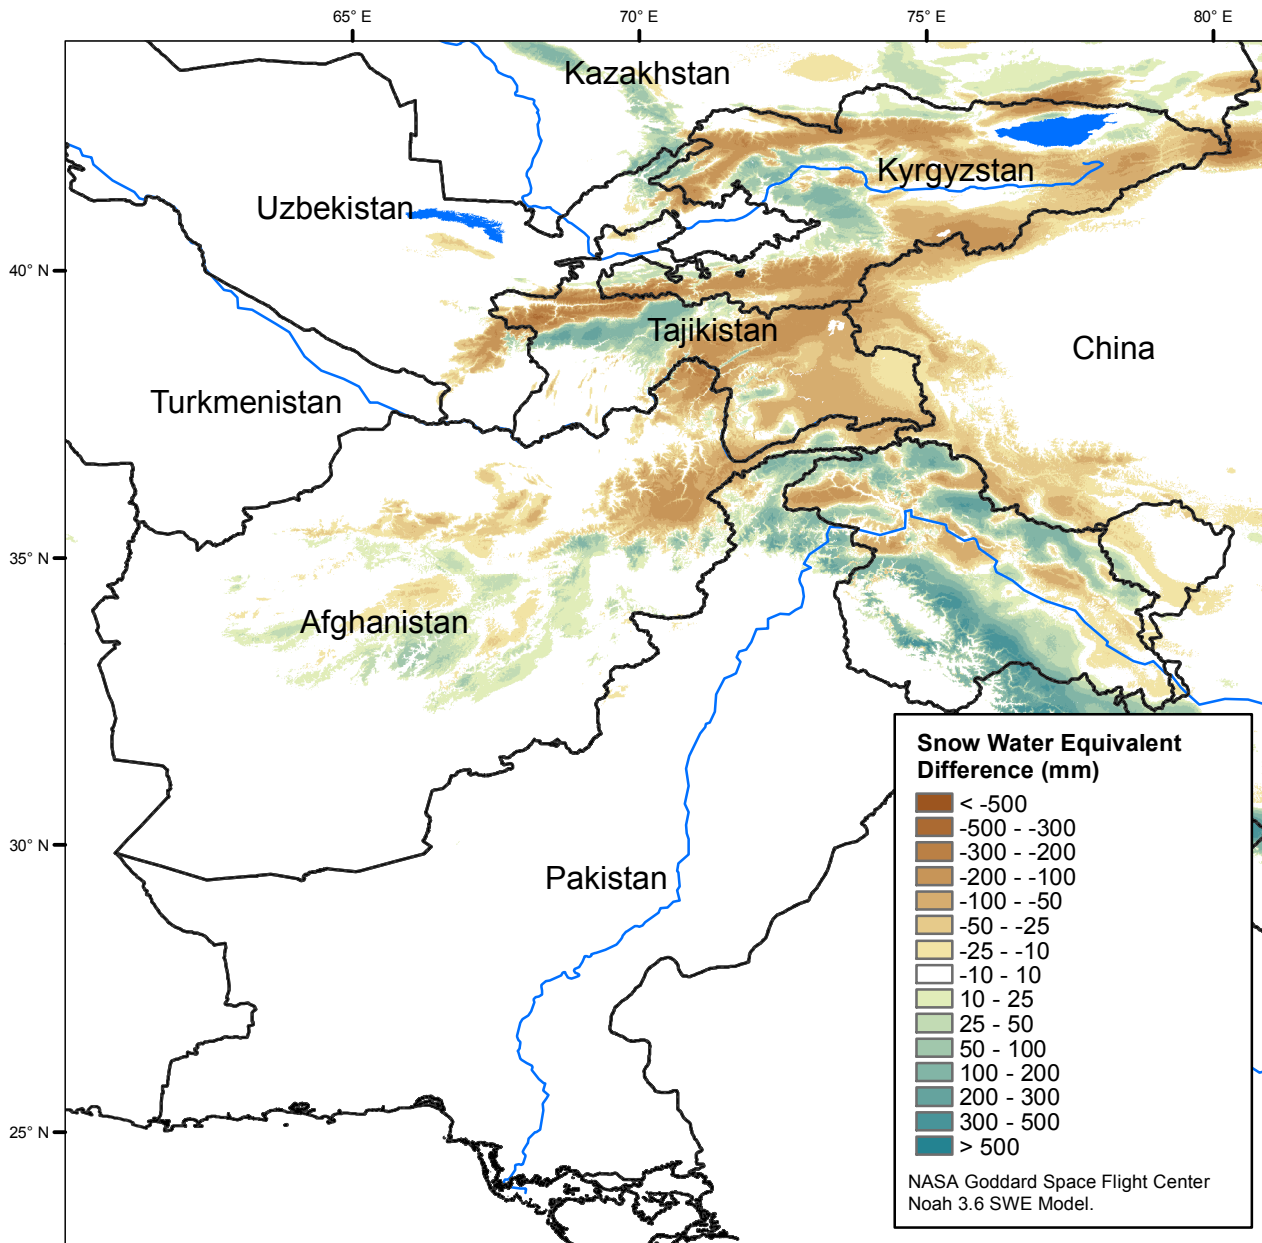 65° E
70° E
75° E
80° E
Kazakhstan
Kyrgyzstan
Uzbekistan
40° N
Tajikistan
China
Turkmenistan
35° N
Afghanistan
Snow Water Equivalent
Difference (mm)
< -500
-500 - -300
-300 - -200
-200 - -100
-100 - -50
-50 - -25
-25 - -10
-10 - 10
10 - 25
25 - 50
50 - 100
100 - 200
200 - 300
300 - 500
> 500
30° N
Pakistan
25° N
NASA Goddard Space Flight Center
Noah 3.6 SWE Model.